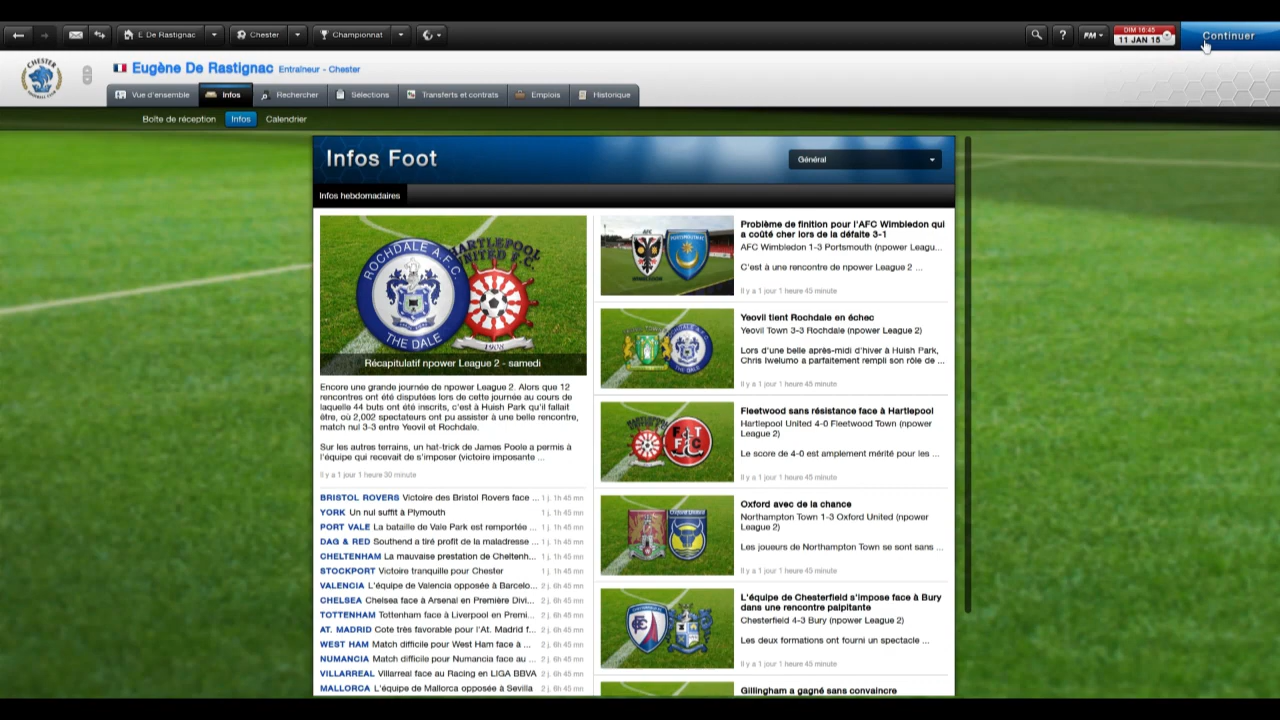 E. De Rastignac
Chester
Championnat
?
FM
DIM 16:45
11 JAN 15
Continuer
CHESTER
Eugène De Rastignac Entraîneur - Chester
Vue d'ensemble
Infos
Rechercher
Sélections
Transferts et contrats
Emplois
Historique
Boîte de réception
Infos
Calendrier
Infos Foot
Général
Infos hebdomadaires
ROCHDALE A.F.C.
THE DALE
HARTLEPOOL
UNITED F.C.
1908
Récapitulatif npower League 2 - samedi
Encore une grande journée de npower League 2. Alors que 12
rencontres ont été disputées lors de cette journée au cours de
laquelle 44 buts ont été inscrits, c'est à Huish Park qu'il fallait
être, où 2,002 spectateurs ont pu assister à une belle rencontre,
match nul 3-3 entre Yeovil et Rochdale.
Sur les autres terrains, un hat-trick de James Poole a permis à
l'équipe qui recevait de s'imposer (victoire imposante ...
Il y a 1 jour 1 heure 30 minute
BRISTOL ROVERS Victoire des Bristol Rovers face ... 1 j. 1h 45 mn
YORK Un nul suffit à Plymouth 1 j. 1h 45 mn
PORT VALE La bataille de Vale Park est remportée ... 1 j. 1h 45 mn
DAG & RED Southend a tiré profit de la maladresse ... 1 j. 1h 45 mn
CHELTENHAM La mauvaise prestation de Cheltenh... 1 j. 1h 45 mn
STOCKPORT Victoire tranquille pour Chester 1 j. 1h 45 mn
VALENCIA L'équipe de Valencia opposée à Barcelo... 2 j. 6h 45 mn
CHELSEA Chelsea face à Arsenal en Première Divi... 2 j. 6h 45 mn
TOTTENHAM Tottenham face à Liverpool en Premi... 2 j. 6h 45 mn
AT. MADRID Cote très favorable pour l'At. Madrid f... 2 j. 6h 45 mn
WEST HAM Match difficile pour West Ham face à ... 2 j. 6h 45 mn
NUMANCIA Match difficile pour Numancia face au ... 2 j. 6h 45 mn
VILLARREAL Villarreal face au Racing en LIGA BBVA 2 j. 6h 45 mn
MALLORCA L'équipe de Mallorca opposée à Sevilla 2 j. 6h 45 mn
Problème de finition pour l'AFC Wimbledon qui
a coûté cher lors de la défaite 3-1
AFC Wimbledon 1-3 Portsmouth (npower Leagu...
C'est à une rencontre de npower League 2 ...
Il y a 1 jour 1 heure 45 minute
Yeovil tient Rochdale en échec
Yeovil Town 3-3 Rochdale (npower League 2)
Lors d'une belle après-midi d'hiver à Huish Park,
Chris Iwelumo a parfaitement rempli son rôle de ...
Il y a 1 jour 1 heure 45 minute
Fleetwood sans résistance face à Hartlepool
Hartlepool United 4-0 Fleetwood Town (npower
League 2)
Le score de 4-0 est amplement mérité pour les ...
Il y a 1 jour 1 heure 45 minute
Oxford avec de la chance
Northampton Town 1-3 Oxford United (npower
League 2)
Les joueurs de Northampton Town se sont sans ...
Il y a 1 jour 1 heure 45 minute
L'équipe de Chesterfield s'impose face à Bury
dans une rencontre palpitante
Chesterfield 4-3 Bury (npower League 2)
Les deux formations ont fourni un spectacle ...
Il y a 1 jour 1 heure 45 minute
Gillingham a gagné sans convaincre